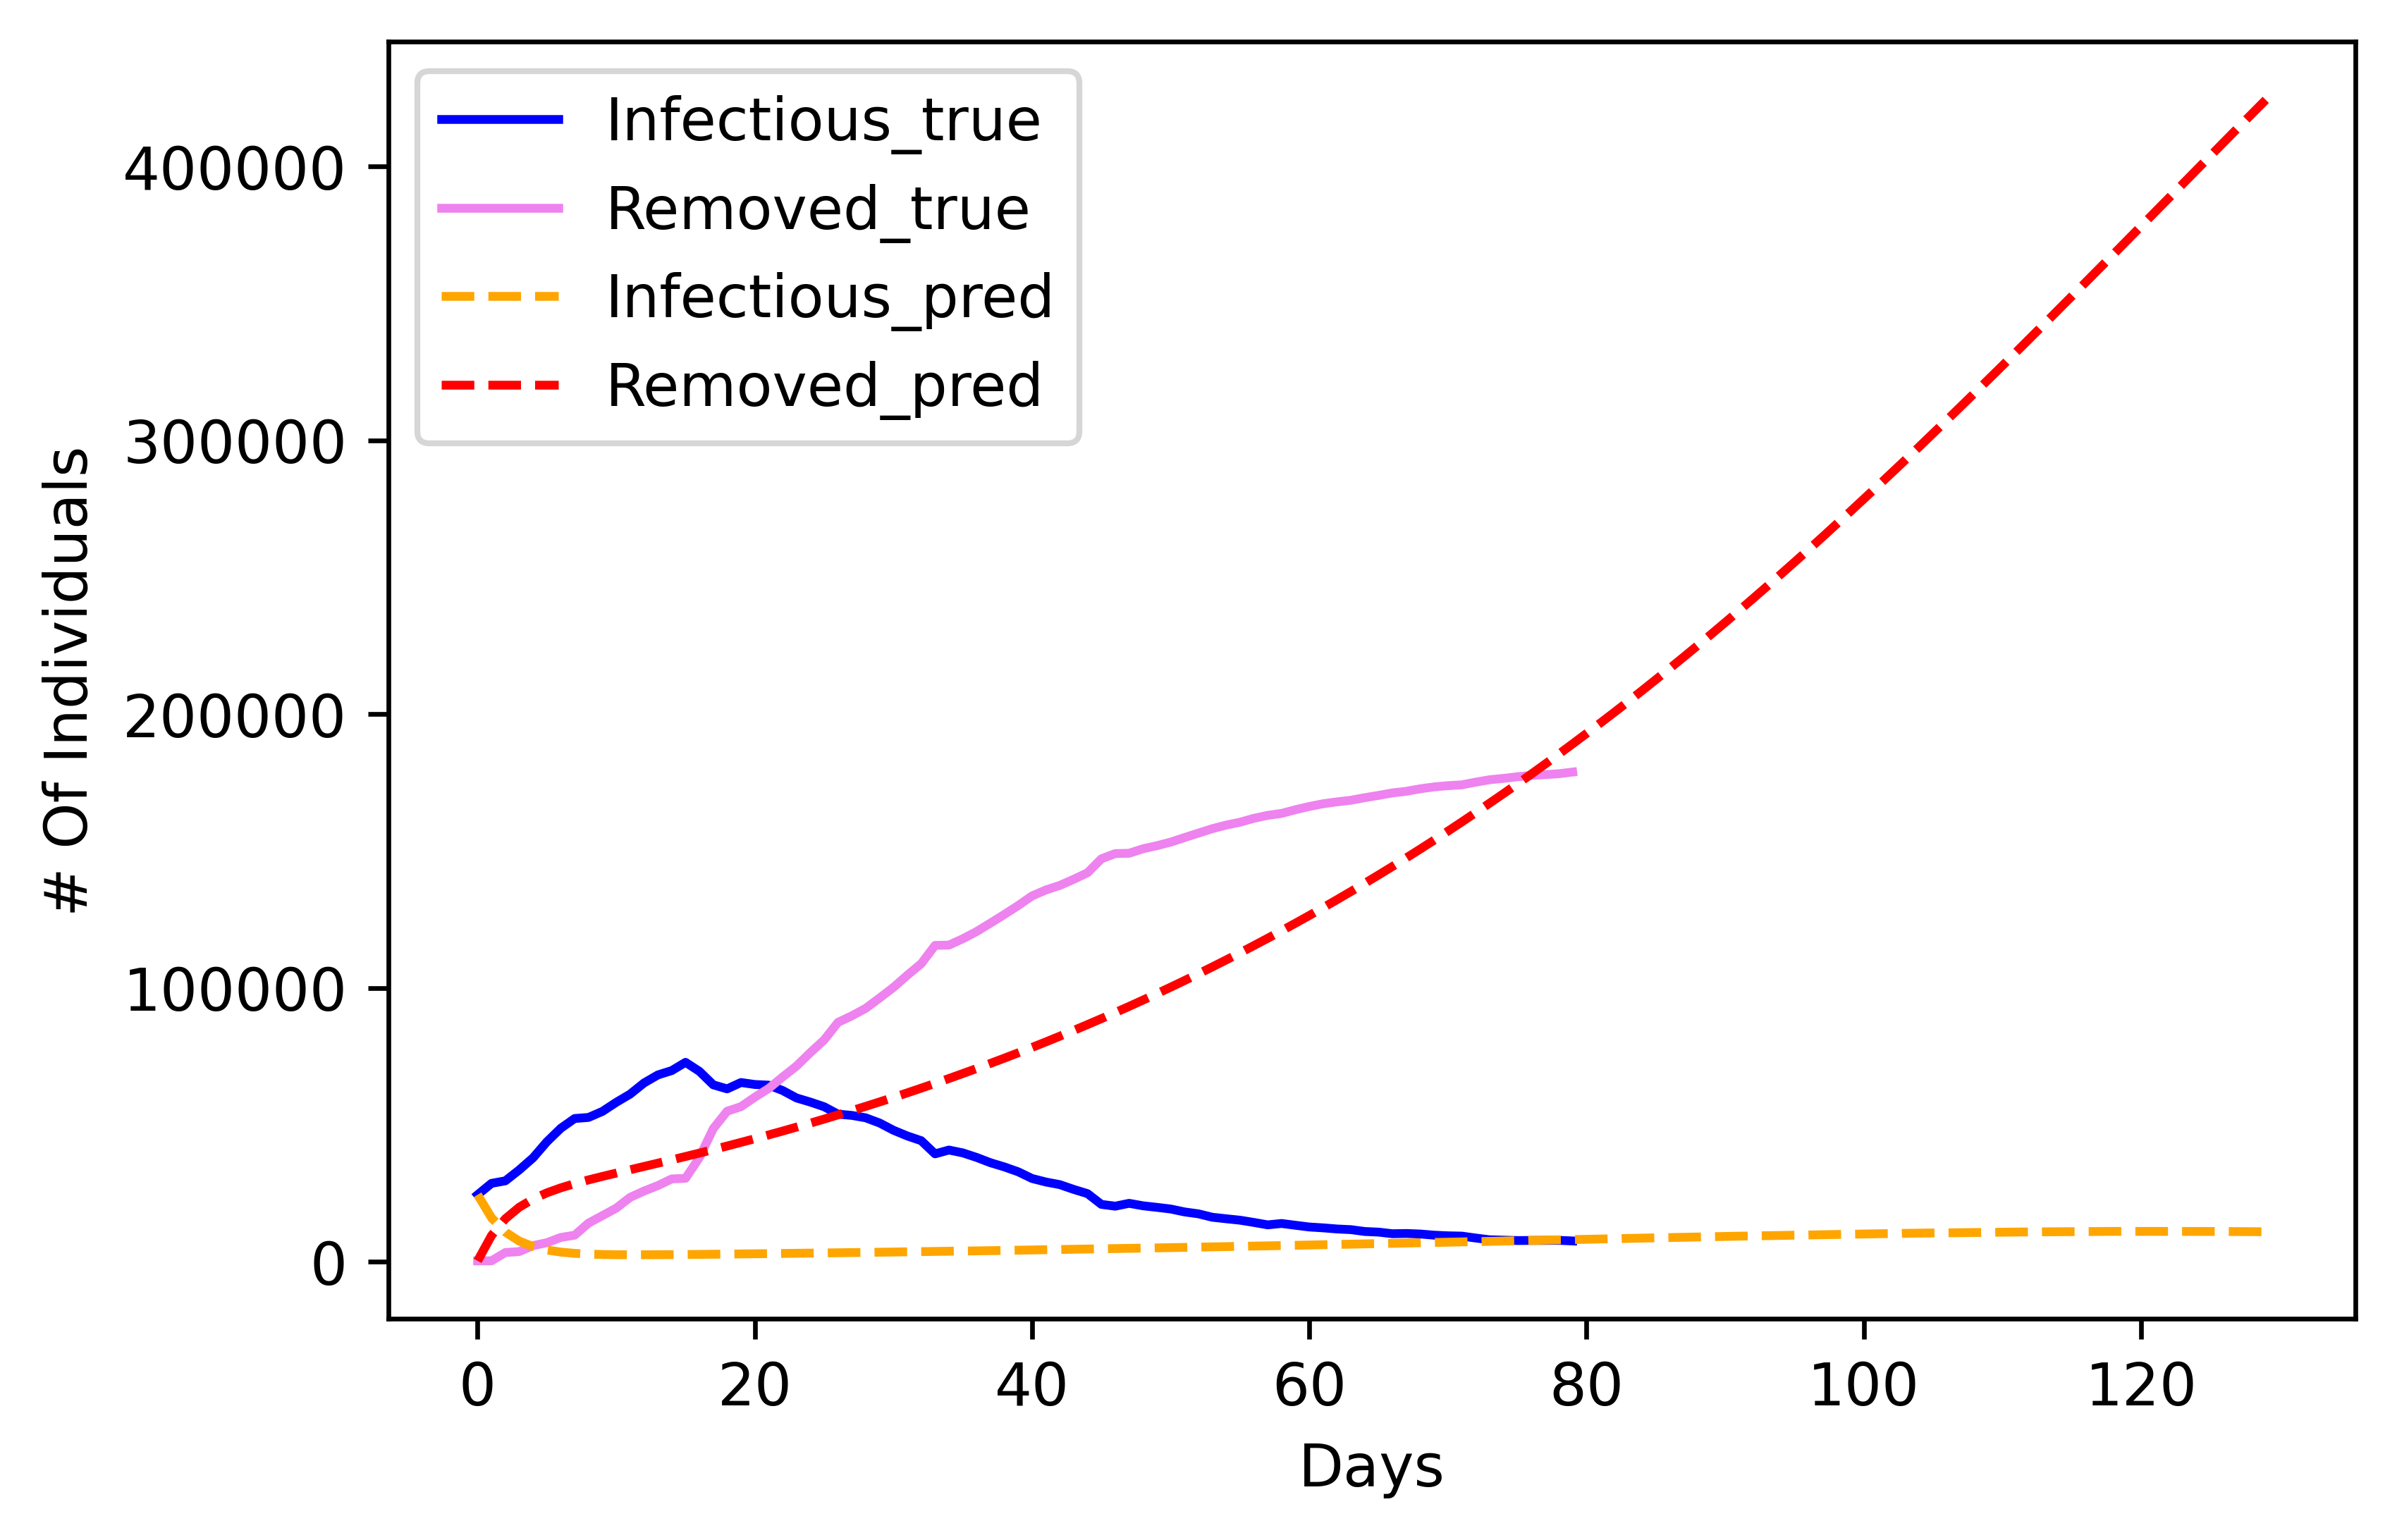 Infectious_true
Removed_true
Infectious_pred
Removed_pred
400000
300000
200000
100000
0
# Of Individuals
0 20 40 60 80 100 120
Days